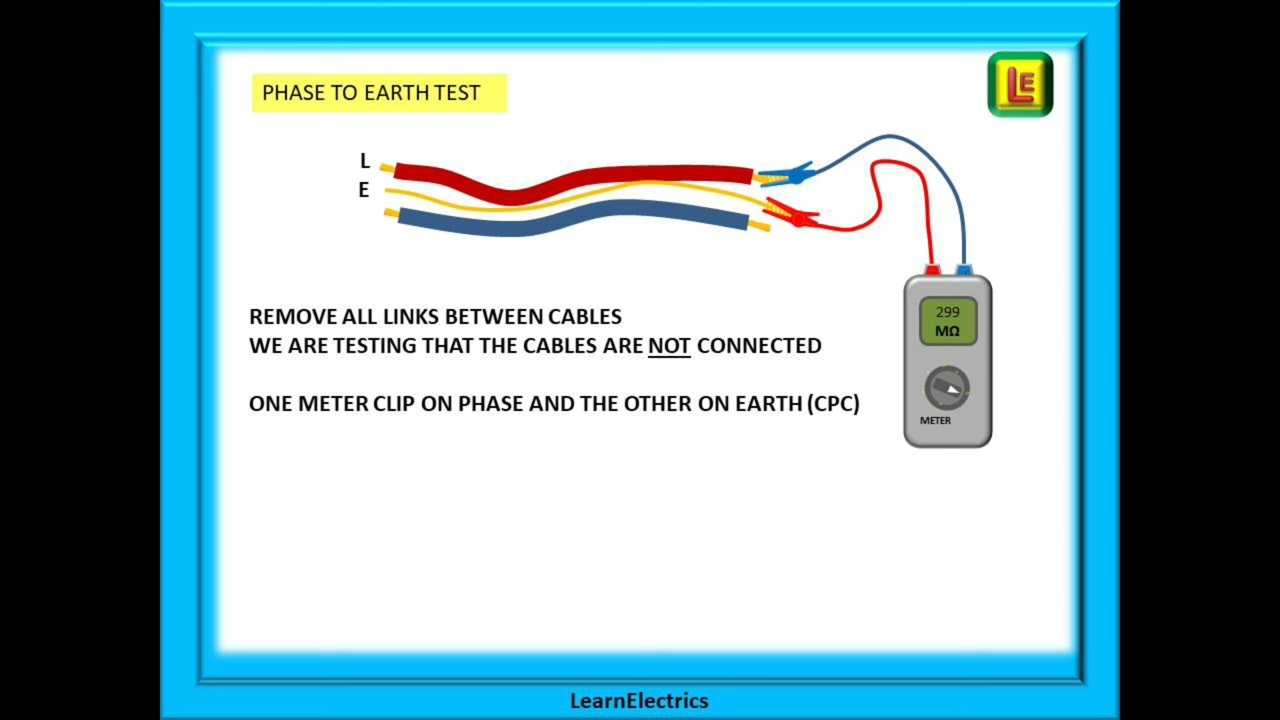 PHASE TO EARTH TEST
LE
L
E
299
MΩ
REMOVE ALL LINKS BETWEEN CABLES
WE ARE TESTING THAT THE CABLES ARE NOT CONNECTED
ONE METER CLIP ON PHASE AND THE OTHER ON EARTH (CPC)
METER
LearnElectrics